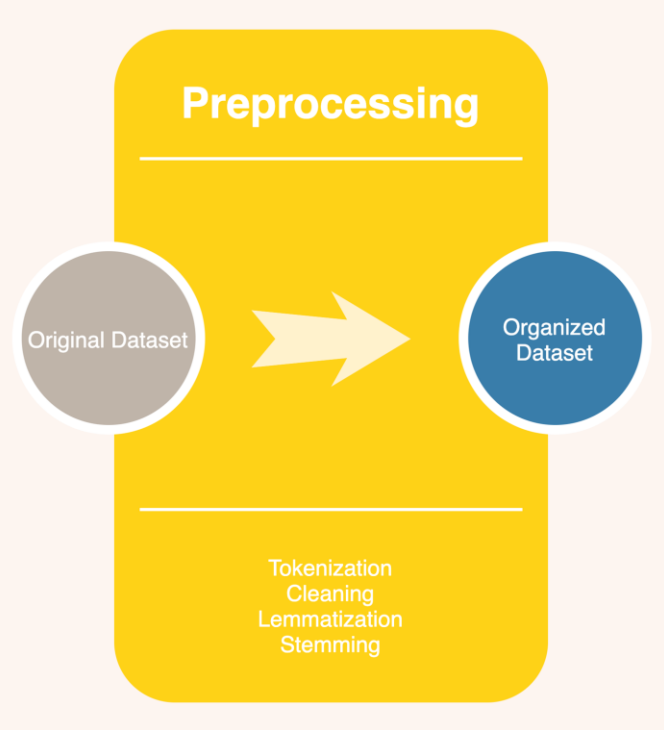 Preprocessing
Original Dataset
Organized
Dataset
Tokenization
Cleaning
Lemmatization
Stemming